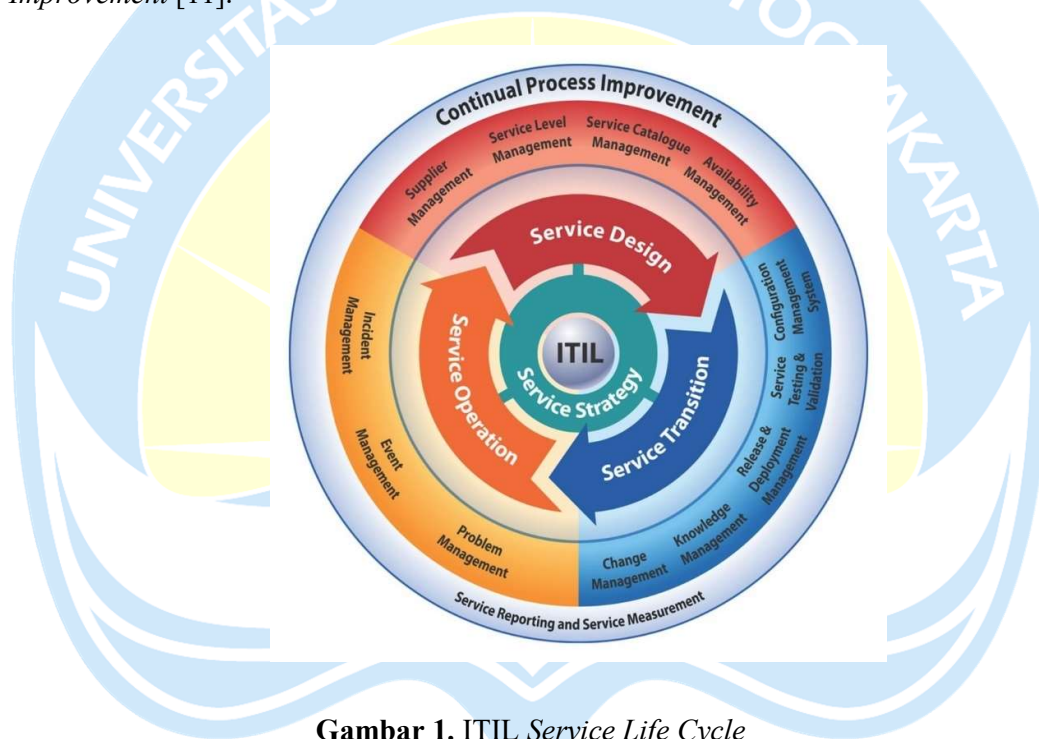 Improvement [11].
UNIVERSITAS
YOGYAKARTA
Continual Process Improvement
Supplier
Management
Service Level
Management
Service Catalogue
Management
Availability
Management
Configuration
Management
System
Service
Testing &
Validation
Release &
Deployment
Management
Knowledge
Management
Change
Management
Problem
Management
Event
Management
Incident
Management
Service Design
Service Transition
Service Operation
Service Strategy
ITIL
Service Reporting and Service Measurement
Gambar 1. ITIL Service Life Cycle